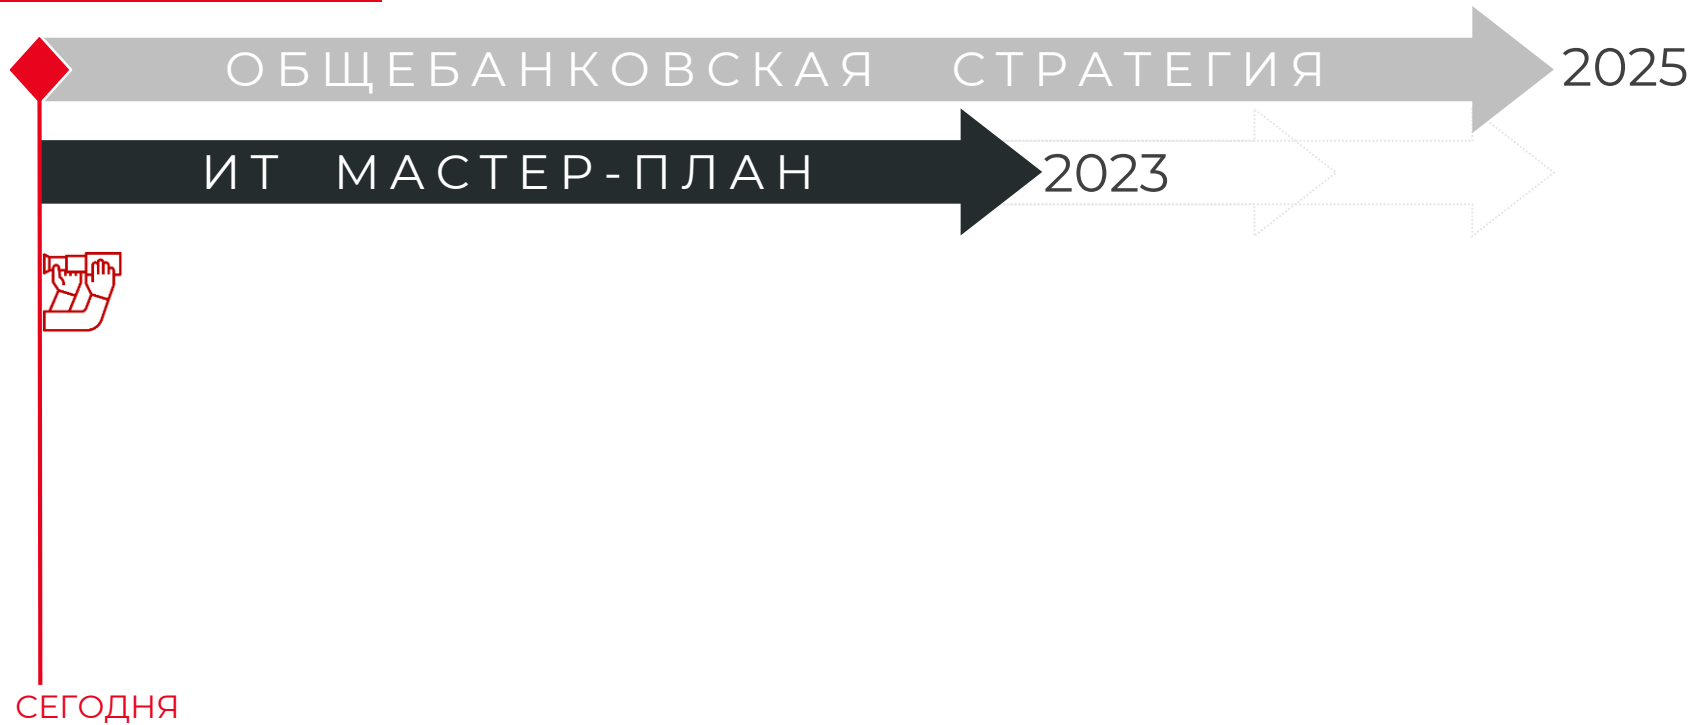 ОБЩЕБАНКОВСКАЯ СТРАТЕГИЯ 2025
ИТ МАСТЕР-ПЛАН 2023
СЕГОДНЯ